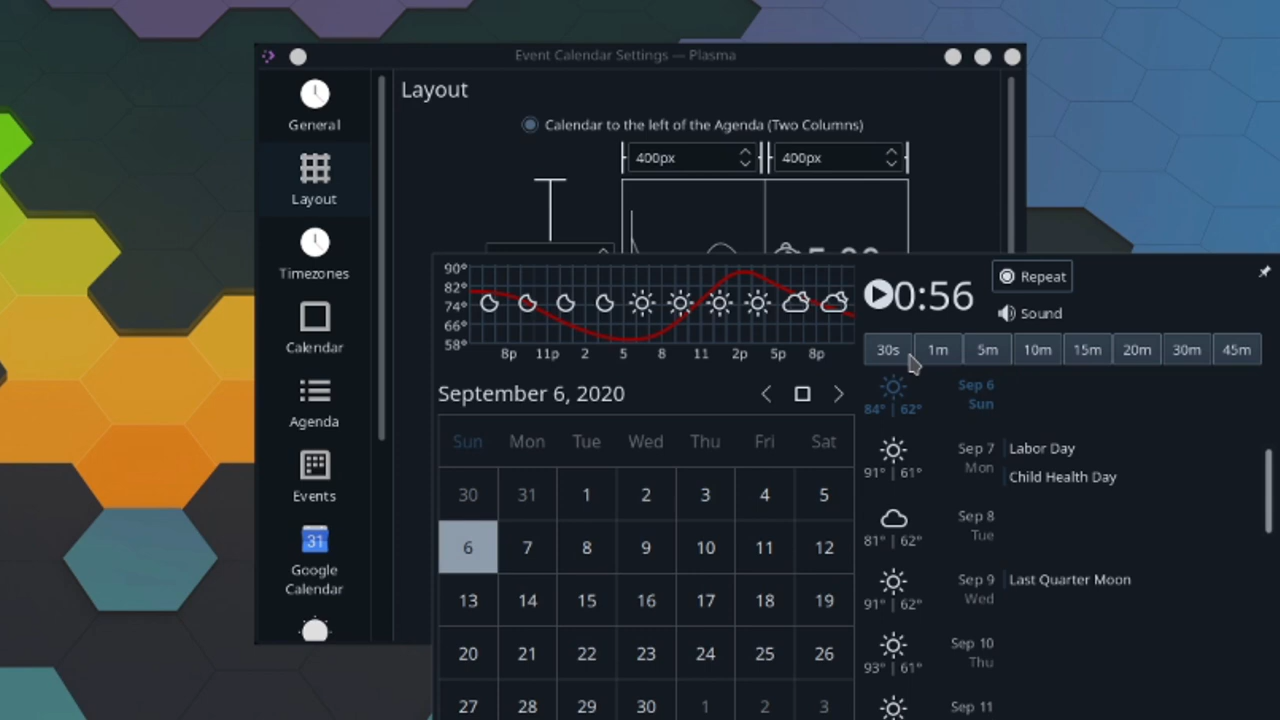 Event Calendar Settings — Plasma
General
Layout
Timezones
Calendar
Agenda
Events
31
Google
Calendar
Layout
Calendar to the left of the Agenda (Two Columns)
400px 400px
90°
82°
74°
66°
58°
8p 11p 2 5 8 11 2p 5p 8p
September 6, 2020
Sun Mon Tue Wed Thu Fri Sat
30 31 1 2 3 4 5
6 7 8 9 10 11 12
13 14 15 16 17 18 19
20 21 22 23 24 25 26
27 28 29 30 1 2 3
0:56
Repeat
Sound
30s 1m 5m 10m 15m 20m 30m 45m
84° | 62° Sep 6
Sun
91° | 61° Sep 7 Labor Day
Mon Child Health Day
81° | 62° Sep 8
Tue
91° | 62° Sep 9 Last Quarter Moon
Wed
93° | 61° Sep 10
Thu
Sep 11